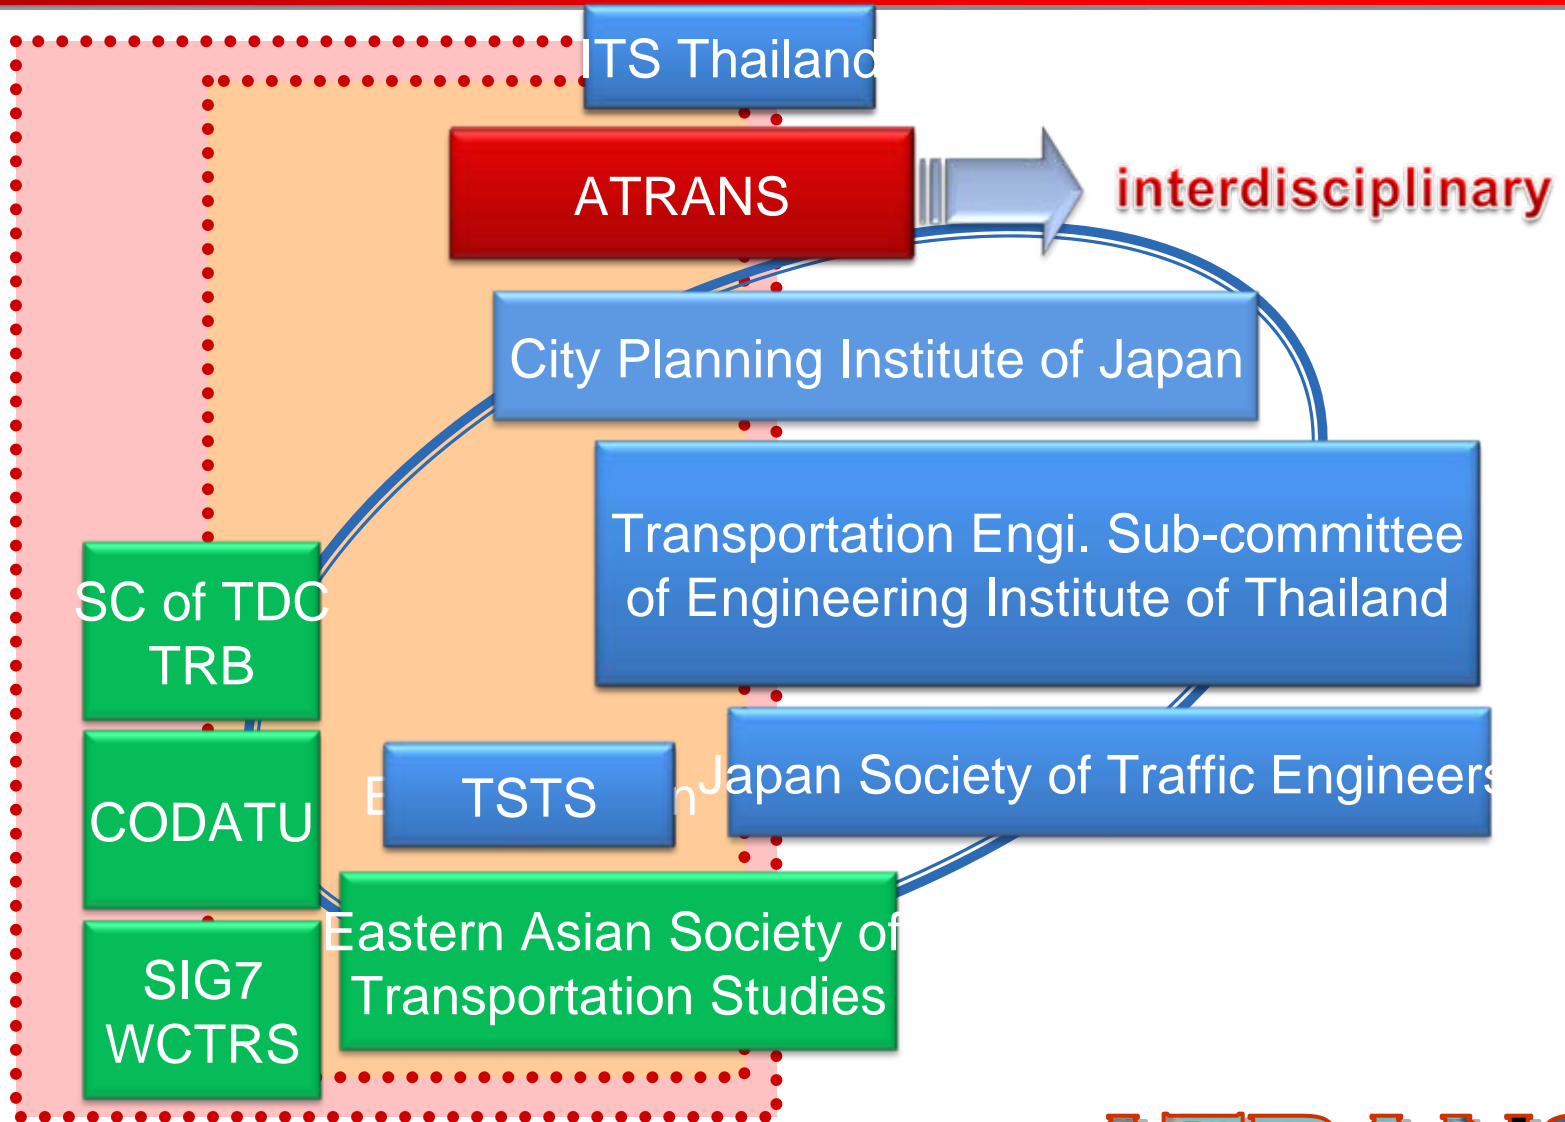 ITS Thailand
ATRANS
interdisciplinary
City Planning Institute of Japan
Transportation Engi. Sub-committee
of Engineering Institute of Thailand
SC of TDC
TRB
CODATU
TSTS
Japan Society of Traffic Engineers
Eastern Asian Society of
Transportation Studies
SIG7
WCTRS